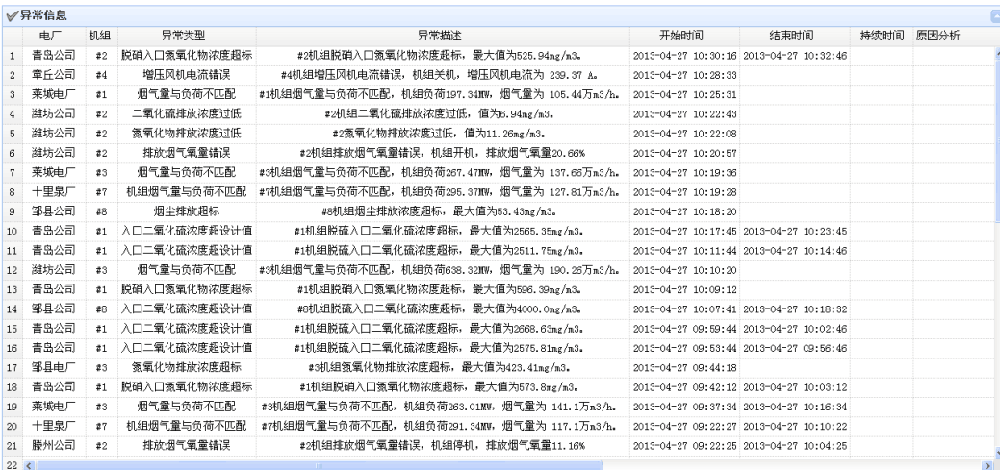 异常信息
电厂 机组 异常类型 异常描述 开始时间 结束时间 持续时间 原因分析
1 青岛公司 #2 脱硝入口氮氧化物浓度超标 #2机组脱硝入口氮氧化物浓度超标，最大值为525.94mg/m3。 2013-04-27 10:30:16 2013-04-27 10:32:46
2 章丘公司 #4 增压风机电流错误 #4机组增压风机电流错误，机组关机，增压风机电流为 239.37 A。 2013-04-27 10:28:33
3 莱城电厂 #1 烟气量与负荷不匹配 #1机组烟气量与负荷不匹配，机组负荷197.34MW，烟气量为 105.44万m3/h。 2013-04-27 10:25:31
4 潍坊公司 #2 二氧化硫排放浓度过低 #2机组二氧化硫排放浓度过低，值为6.94mg/m3。 2013-04-27 10:22:43
5 潍坊公司 #2 氮氧化物排放浓度过低 #2氮氧化物排放浓度过低，值为11.26mg/m3。 2013-04-27 10:22:08
6 潍坊公司 #2 排放烟气氧量错误 #2机组排放烟气氧量错误，机组开机，排放烟气氧量20.66% 2013-04-27 10:20:57
7 莱城电厂 #3 烟气量与负荷不匹配 #3机组烟气量与负荷不匹配，机组负荷267.47MW，烟气量为 137.66万m3/h。 2013-04-27 10:19:36
8 十里泉厂 #7 机组烟气量与负荷不匹配 #7机组烟气量与负荷不匹配，机组负荷295.37MW，烟气量为 127.81万m3/h。 2013-04-27 10:19:28
9 邹县公司 #8 烟尘排放超标 #8机组烟尘排放浓度超标，最大值为53.43mg/m3。 2013-04-27 10:18:20
10 青岛公司 #1 入口二氧化硫浓度超设计值 #1机组脱硫入口二氧化硫浓度超标，最大值为2565.35mg/m3。 2013-04-27 10:17:45 2013-04-27 10:23:45
11 青岛公司 #1 入口二氧化硫浓度超设计值 #1机组脱硫入口二氧化硫浓度超标，最大值为2511.75mg/m3。 2013-04-27 10:11:44 2013-04-27 10:14:46
12 潍坊公司 #3 烟气量与负荷不匹配 #3机组烟气量与负荷不匹配，机组负荷638.32MW，烟气量为 190.26万m3/h。 2013-04-27 10:10:20
13 青岛公司 #1 脱硝入口氮氧化物浓度超标 #1机组脱硝入口氮氧化物浓度超标，最大值为596.39mg/m3。 2013-04-27 10:09:12
14 邹县公司 #8 入口二氧化硫浓度超设计值 #8机组脱硫入口二氧化硫浓度超标，最大值为4000.0mg/m3。 2013-04-27 10:07:41 2013-04-27 10:18:32
15 青岛公司 #1 入口二氧化硫浓度超设计值 #1机组脱硫入口二氧化硫浓度超标，最大值为2668.63mg/m3。 2013-04-27 09:59:44 2013-04-27 10:02:46
16 青岛公司 #1 入口二氧化硫浓度超设计值 #1机组脱硫入口二氧化硫浓度超标，最大值为2575.81mg/m3。 2013-04-27 09:53:44 2013-04-27 09:56:46
17 邹县电厂 #3 氮氧化物排放浓度超标 #3机组氮氧化物排放浓度超标，最大值为423.41mg/m3。 2013-04-27 09:44:18
18 青岛公司 #1 脱硝入口氮氧化物浓度超标 #1机组脱硝入口氮氧化物浓度超标，最大值为573.8mg/m3。 2013-04-27 09:42:12 2013-04-27 10:03:12
19 莱城电厂 #3 烟气量与负荷不匹配 #3机组烟气量与负荷不匹配，机组负荷263.01MW，烟气量为 141.1万m3/h。 2013-04-27 09:37:34 2013-04-27 10:16:34
20 十里泉厂 #7 机组烟气量与负荷不匹配 #7机组烟气量与负荷不匹配，机组负荷291.34MW，烟气量为 117.1万m3/h。 2013-04-27 09:22:27 2013-04-27 10:10:22
21 滕州公司 #2 排放烟气氧量错误 #2机组排放烟气氧量错误，机组停机，排放烟气氧量11.16% 2013-04-27 09:22:25 2013-04-27 10:04:25
22